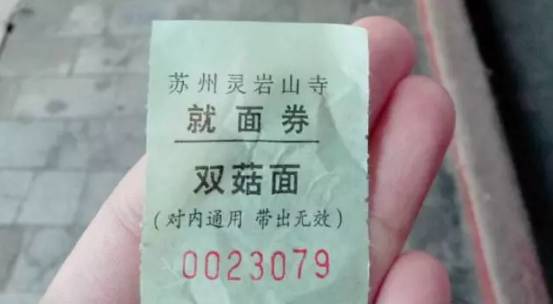 苏州灵岩山寺
就面券
双菇面
(对内通用 带出无效)
0023079